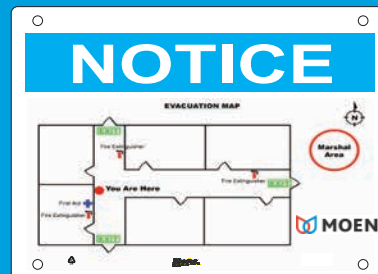 NOTICE
EVACUATION MAP
N
EXIT
Fire Extinguisher
Marshal
Area
Fire Extinguisher
EXIT
You Are Here
First Aid
Fire Extinguisher
MOEN
EXIT